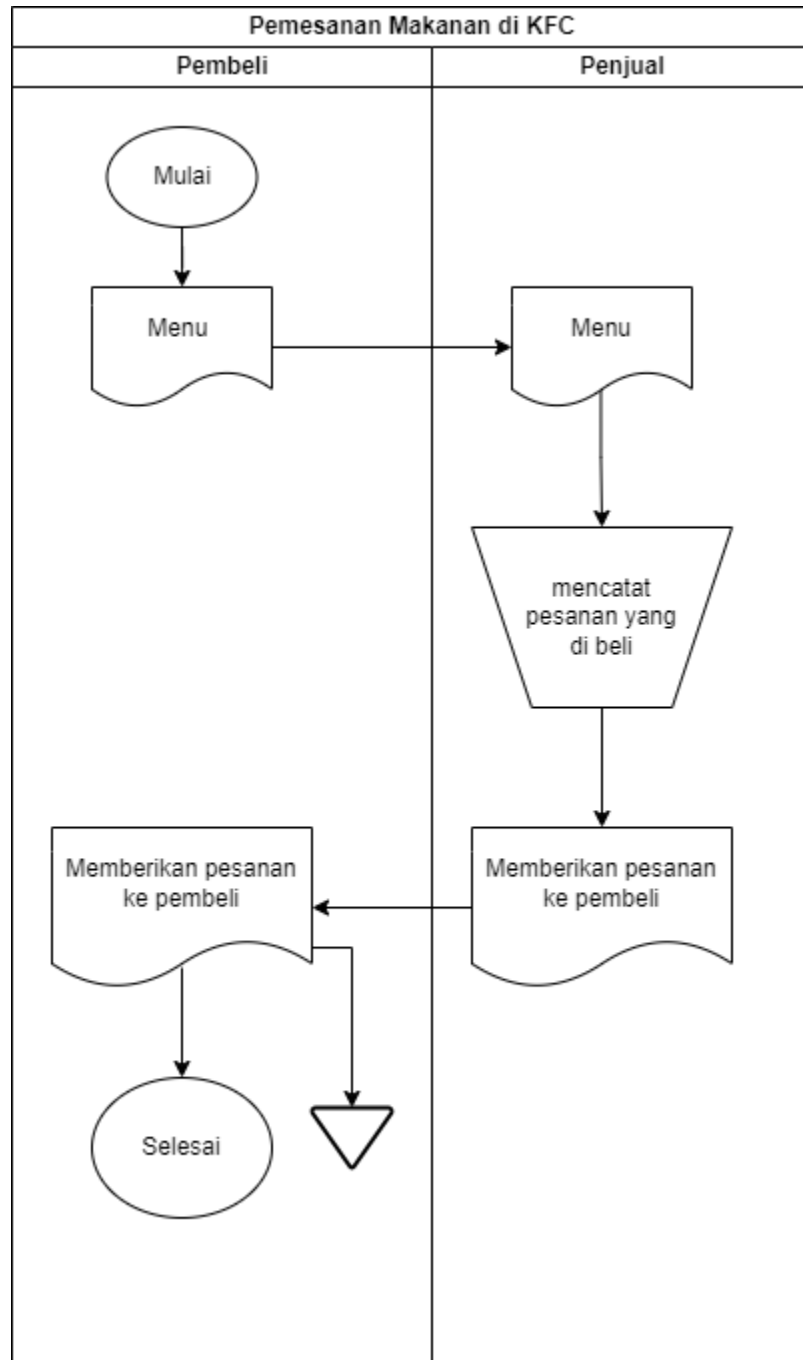 Pemesanan Makanan di KFC
Pembeli
Penjual
Mulai
Menu
Menu
mencatat
pesanan yang
di beli
Memberikan pesanan
ke pembeli
Memberikan pesanan
ke pembeli
Selesai